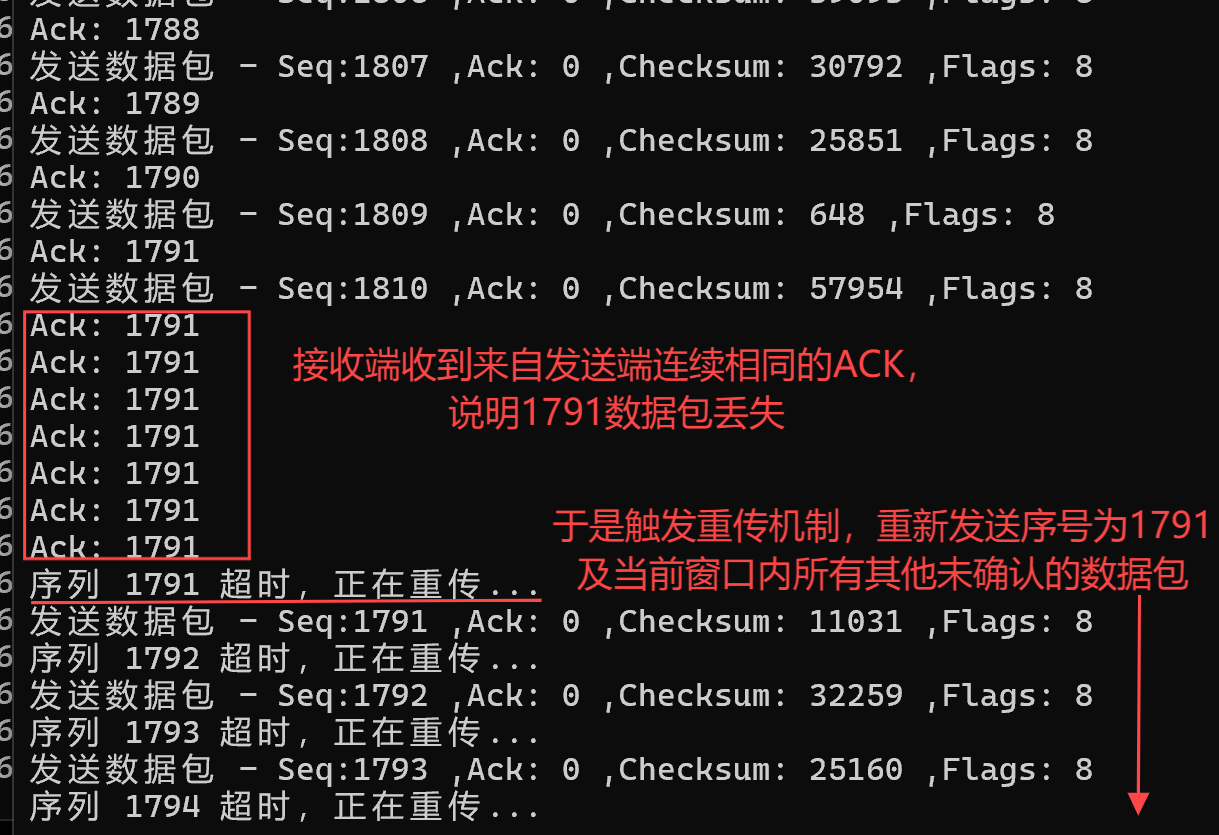 发送数据包 - Seq:1806 ,Ack: 0 ,Checksum: 39093 ,Flags: 8
Ack: 1788
发送数据包 - Seq:1807 ,Ack: 0 ,Checksum: 30792 ,Flags: 8
Ack: 1789
发送数据包 - Seq:1808 ,Ack: 0 ,Checksum: 25851 ,Flags: 8
Ack: 1790
发送数据包 - Seq:1809 ,Ack: 0 ,Checksum: 648 ,Flags: 8
Ack: 1791
发送数据包 - Seq:1810 ,Ack: 0 ,Checksum: 57954 ,Flags: 8
Ack: 1791
Ack: 1791
Ack: 1791
Ack: 1791
Ack: 1791
Ack: 1791
Ack: 1791
接收端收到来自发送端连续相同的ACK，
说明1791数据包丢失
于是触发重传机制，重新发送序号为1791
及当前窗口内所有其他未确认的数据包
序列 1791 超时，正在重传...
发送数据包 - Seq:1791 ,Ack: 0 ,Checksum: 11031 ,Flags: 8
序列 1792 超时，正在重传...
发送数据包 - Seq:1792 ,Ack: 0 ,Checksum: 32259 ,Flags: 8
序列 1793 超时，正在重传...
发送数据包 - Seq:1793 ,Ack: 0 ,Checksum: 25160 ,Flags: 8
序列 1794 超时，正在重传...